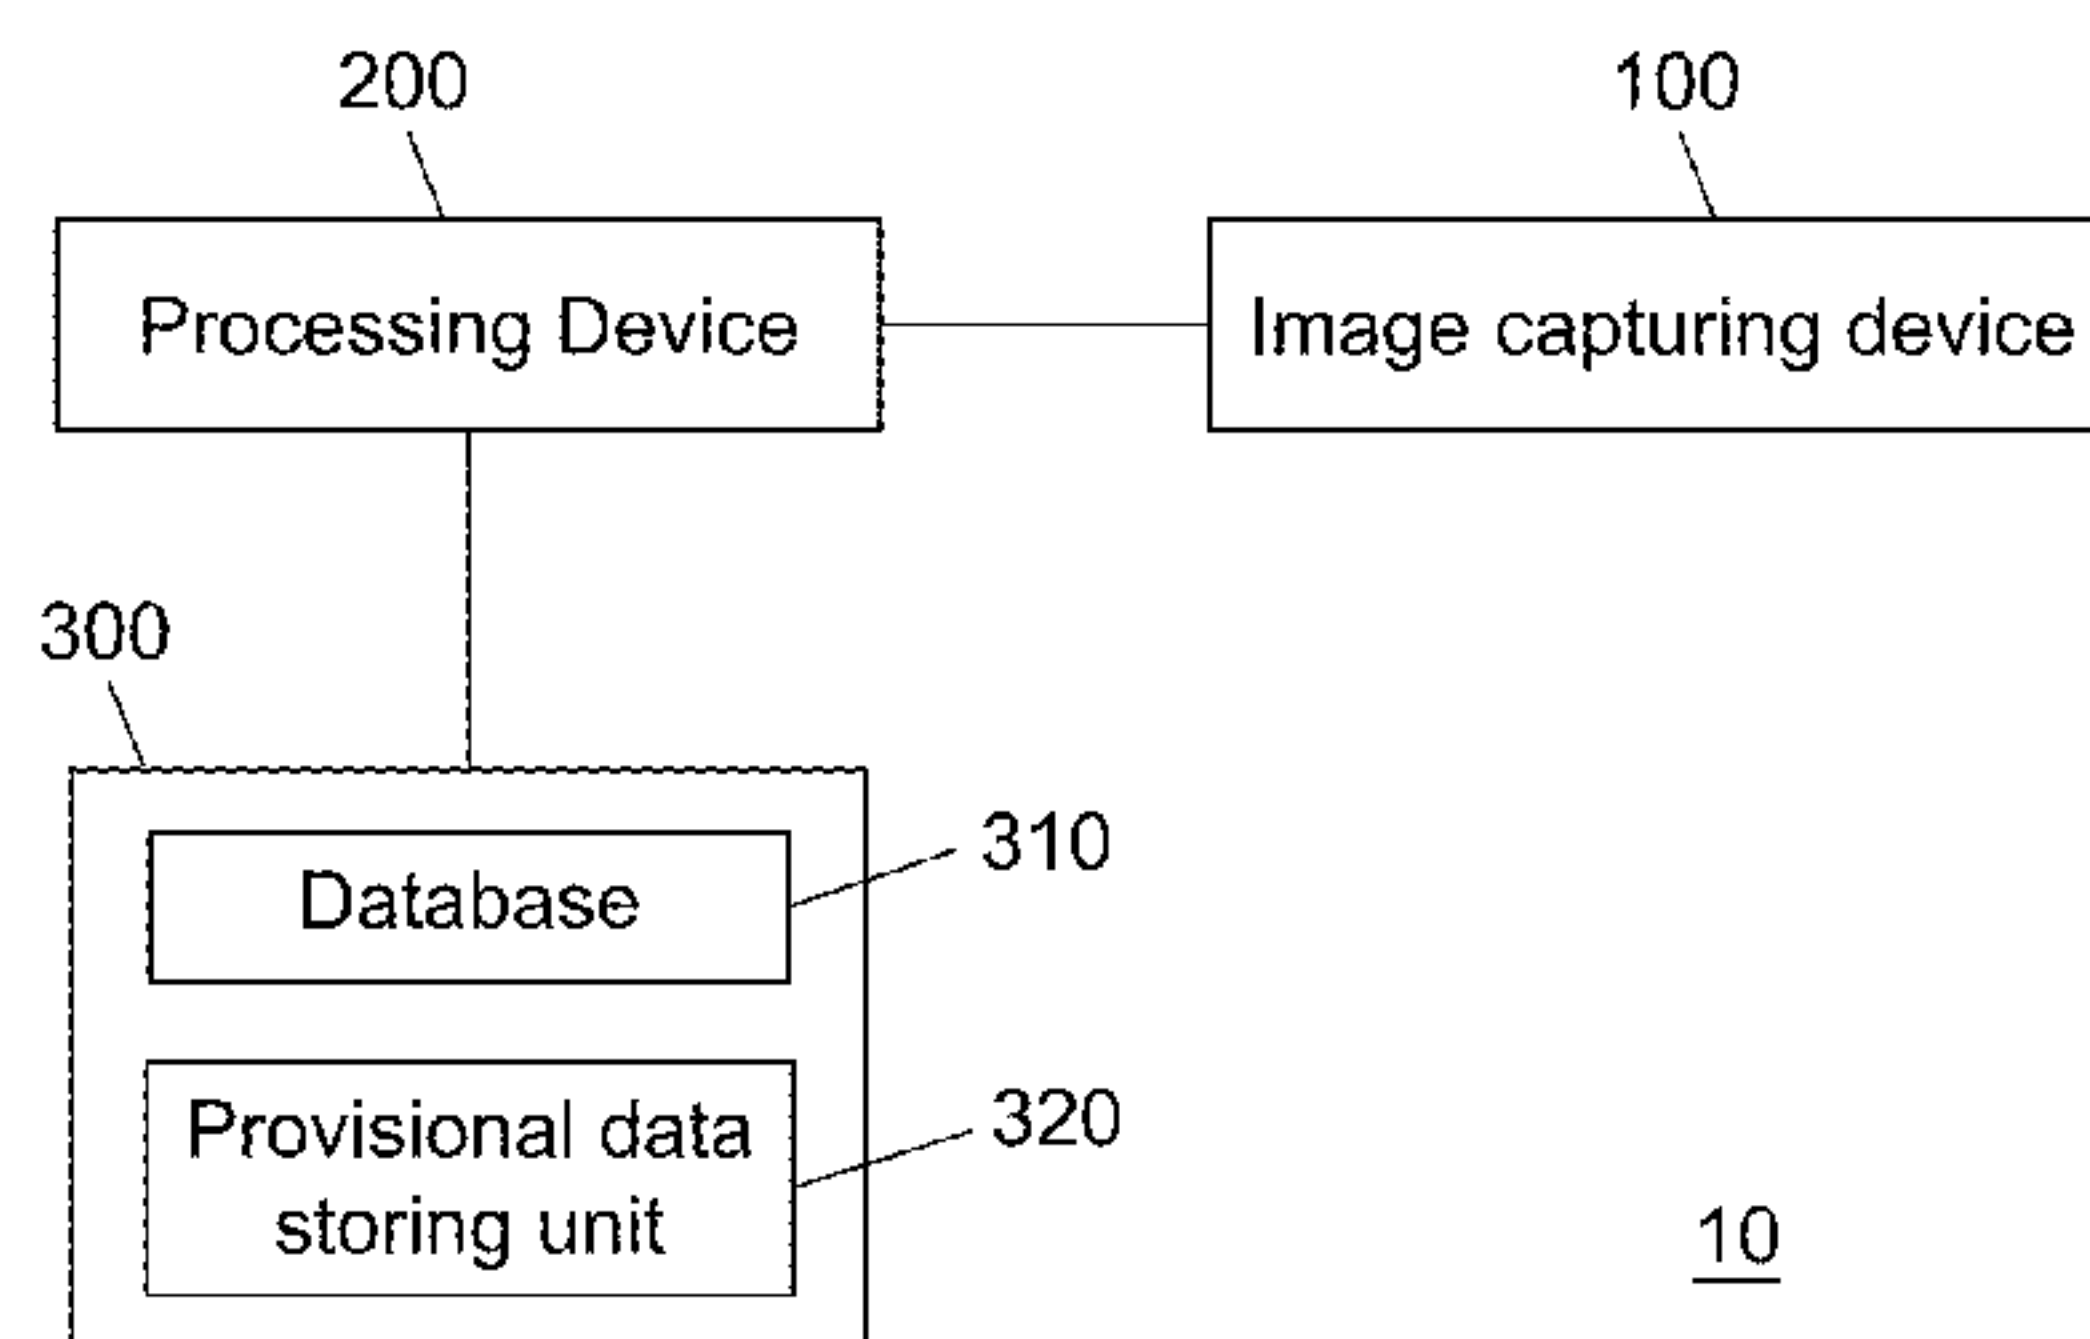 200
100
Processing Device
Image capturing device
300
Database
310
Provisional data
storing unit
320
10